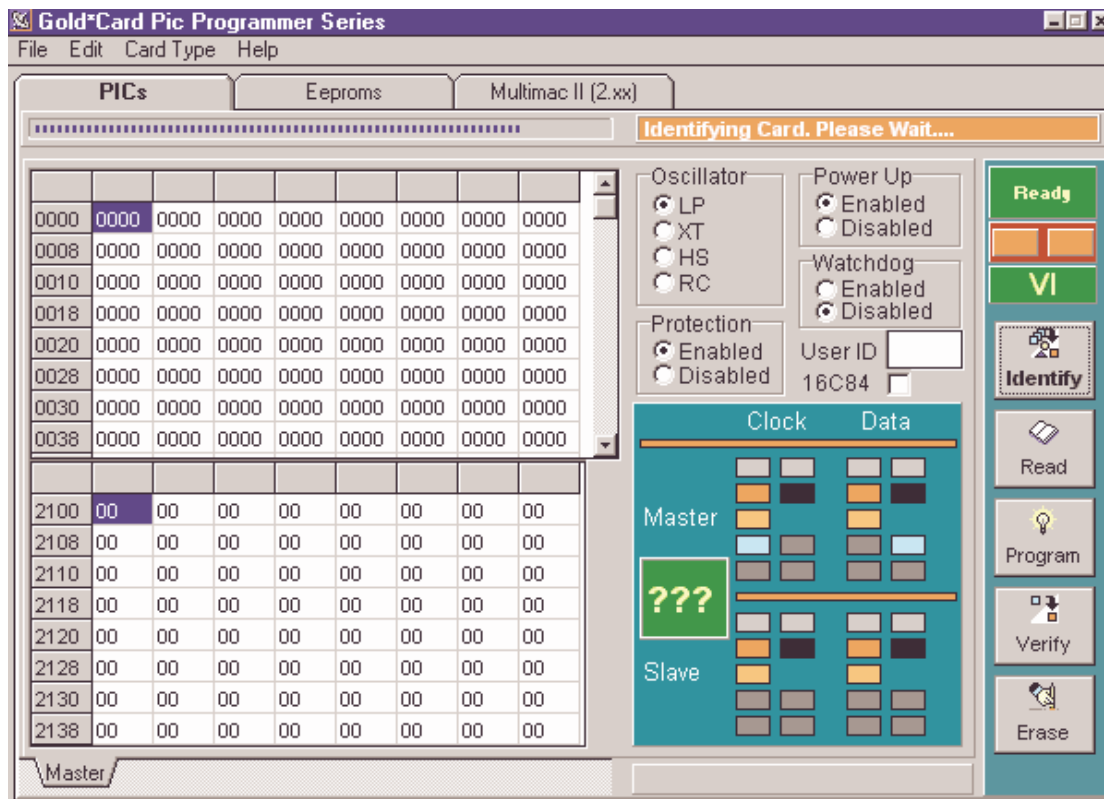 Gold*Card Pic Programmer Series
File Edit Card Type Help
PICs Eeproms Multimac II (2.xx)
Identifying Card. Please Wait....
0000 0000 0000 0000 0000 0000 0000 0000 0000
0008 0000 0000 0000 0000 0000 0000 0000 0000
0010 0000 0000 0000 0000 0000 0000 0000 0000
0018 0000 0000 0000 0000 0000 0000 0000 0000
0020 0000 0000 0000 0000 0000 0000 0000 0000
0028 0000 0000 0000 0000 0000 0000 0000 0000
0030 0000 0000 0000 0000 0000 0000 0000 0000
0038 0000 0000 0000 0000 0000 0000 0000 0000
2100 00 00 00 00 00 00 00 00
2108 00 00 00 00 00 00 00 00
2110 00 00 00 00 00 00 00 00
2118 00 00 00 00 00 00 00 00
2120 00 00 00 00 00 00 00 00
2128 00 00 00 00 00 00 00 00
2130 00 00 00 00 00 00 00 00
2138 00 00 00 00 00 00 00 00
Master
Oscillator
LP
XT
HS
RC
Power Up
Enabled
Disabled
Watchdog
Enabled
Disabled
Protection
Enabled
Disabled
User ID
16C84
Clock Data
Master
???
Slave
Ready
VI
Identify
Read
Program
Verify
Erase